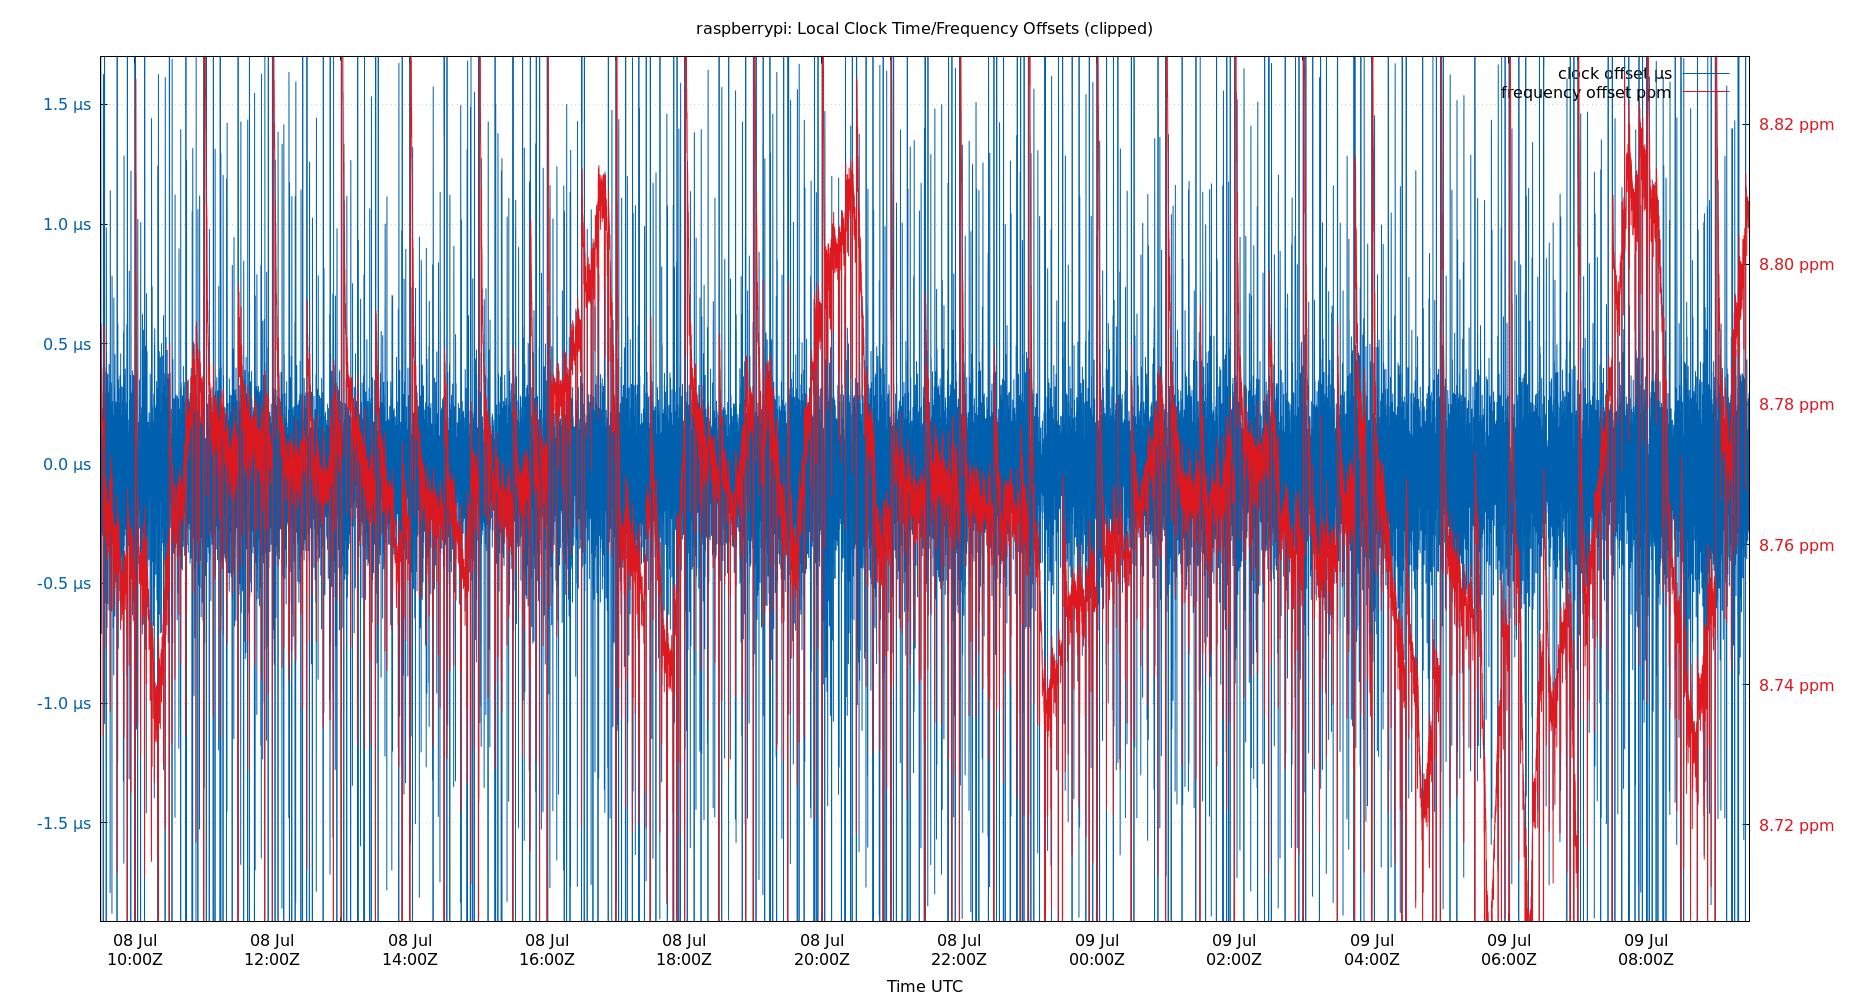 raspberrypi: Local Clock Time/Frequency Offsets (clipped)
clock offset µs
frequency offset ppm
1.5 µs
1.0 µs
0.5 µs
0.0 µs
-0.5 µs
-1.0 µs
-1.5 µs
8.82 ppm
8.80 ppm
8.78 ppm
8.76 ppm
8.74 ppm
8.72 ppm
08 Jul 08 Jul 08 Jul 08 Jul 08 Jul 08 Jul 08 Jul 09 Jul 09 Jul 09 Jul 09 Jul 09 Jul
10:00Z 12:00Z 14:00Z 16:00Z 18:00Z 20:00Z 22:00Z 00:00Z 02:00Z 04:00Z 06:00Z 08:00Z
Time UTC